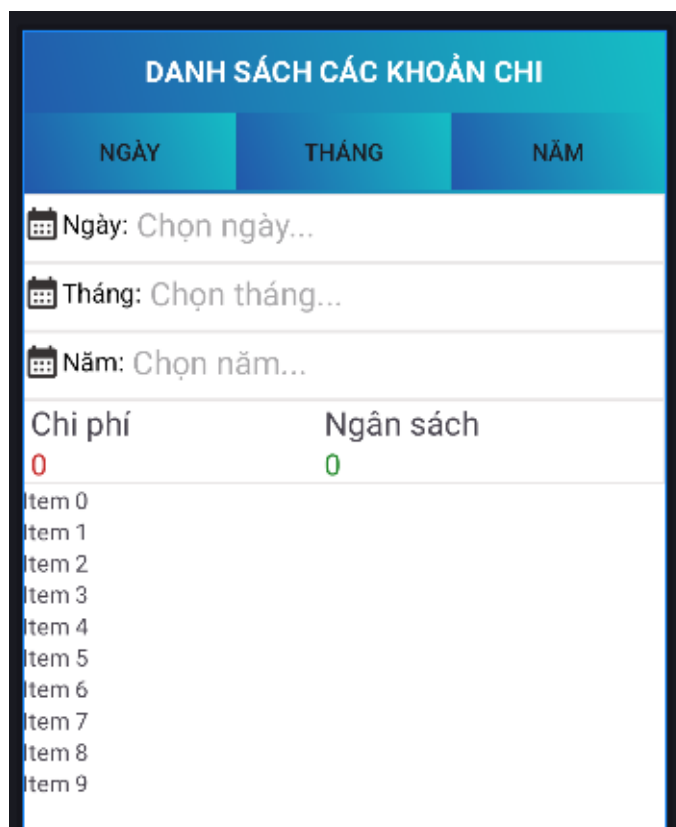 DANH SÁCH CÁC KHOẢN CHI
NGÀY THÁNG NĂM
Ngày: Chọn ngày...
Tháng: Chọn tháng...
Năm: Chọn năm...
Chi phí Ngân sách
0 0
Item 0
Item 1
Item 2
Item 3
Item 4
Item 5
Item 6
Item 7
Item 8
Item 9